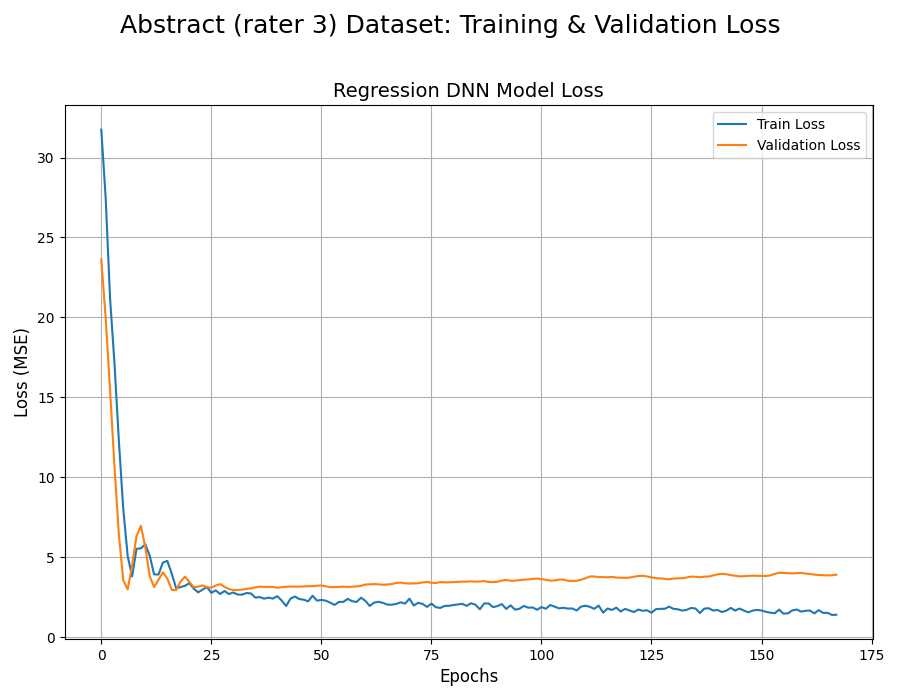 Abstract (rater 3) Dataset: Training & Validation Loss
Regression DNN Model Loss
Train Loss
Validation Loss
Loss (MSE)
30
25
20
15
10
5
0
0 25 50 75 100 125 150 175
Epochs